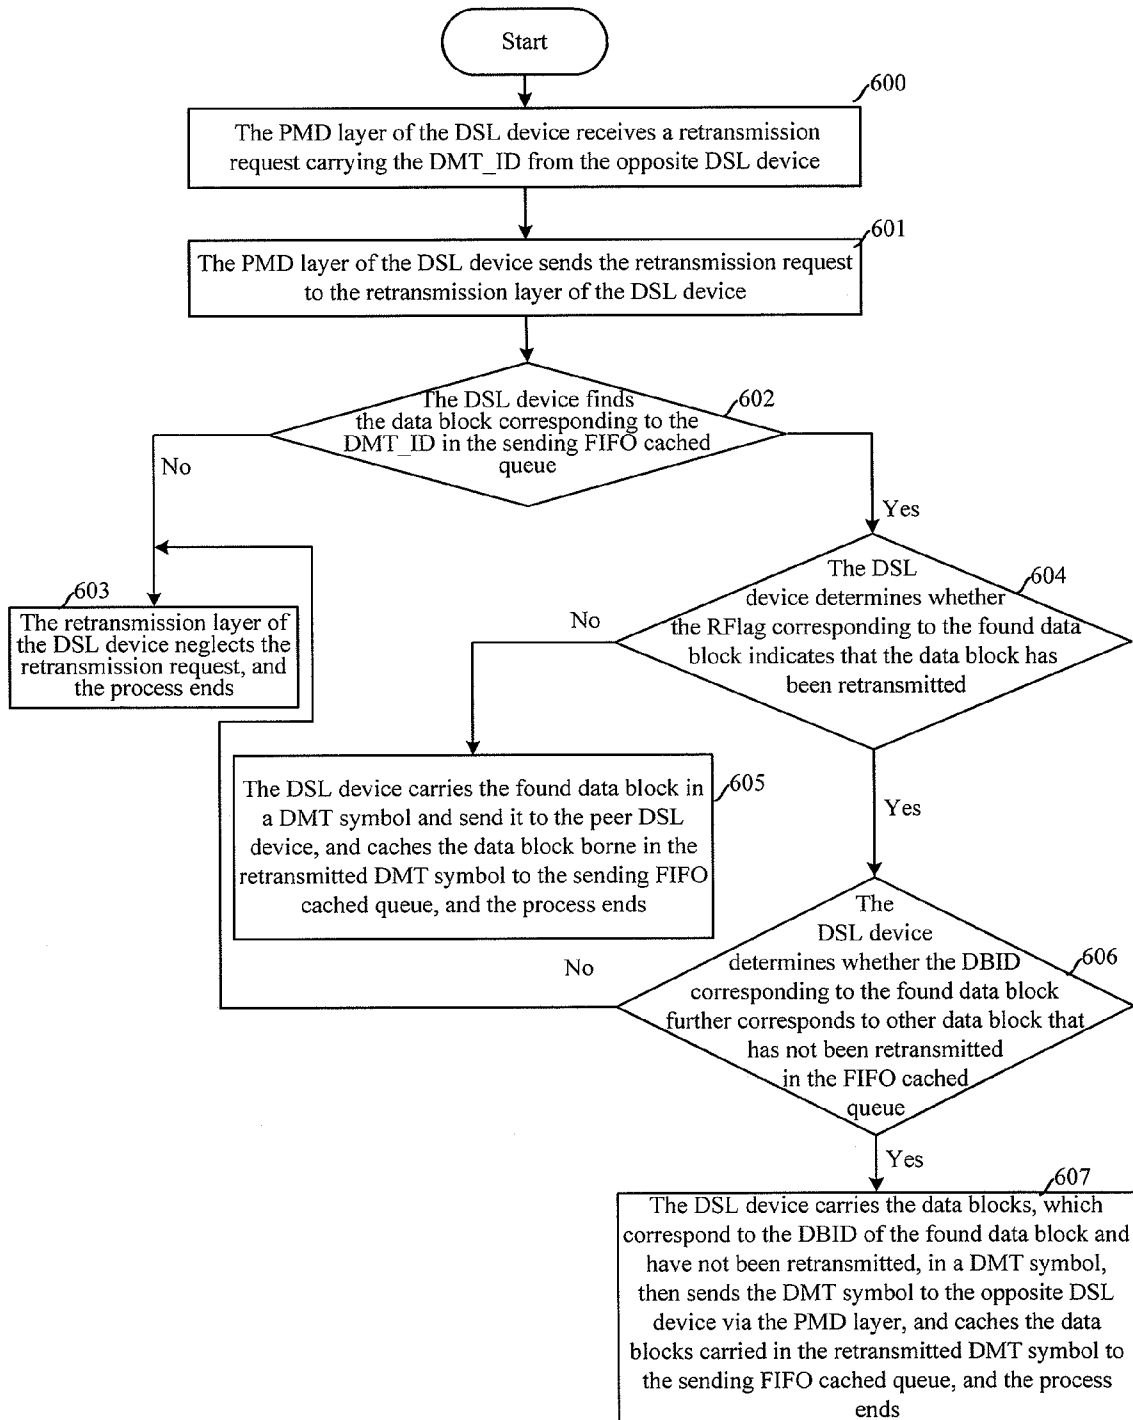 Start
600
The PMD layer of the DSL device receives a retransmission
request carrying the DMT_ID from the opposite DSL device
601
The PMD layer of the DSL device sends the retransmission request
to the retransmission layer of the DSL device
602
The DSL device finds
the data block corresponding to the
DMT_ID in the sending FIFO cached
queue
No
Yes
603
The retransmission layer of
the DSL device neglects the
retransmission request, and
the process ends
604
The DSL
device determines whether
the RFlag corresponding to the found data
block indicates that the data block has
been retransmitted
No
Yes
605
The DSL device carries the found data block in
a DMT symbol and send it to the peer DSL
device, and caches the data block borne in the
retransmitted DMT symbol to the sending FIFO
cached queue, and the process ends
606
The
DSL device
determines whether the DBID
corresponding to the found data block
further corresponds to other data block that
has not been retransmitted
in the FIFO cached
queue
No
Yes
607
The DSL device carries the data blocks, which
correspond to the DBID of the found data block and
have not been retransmitted, in a DMT symbol,
then sends the DMT symbol to the opposite DSL
device via the PMD layer, and caches the data
blocks carried in the retransmitted DMT symbol to
the sending FIFO cached queue, and the process
ends